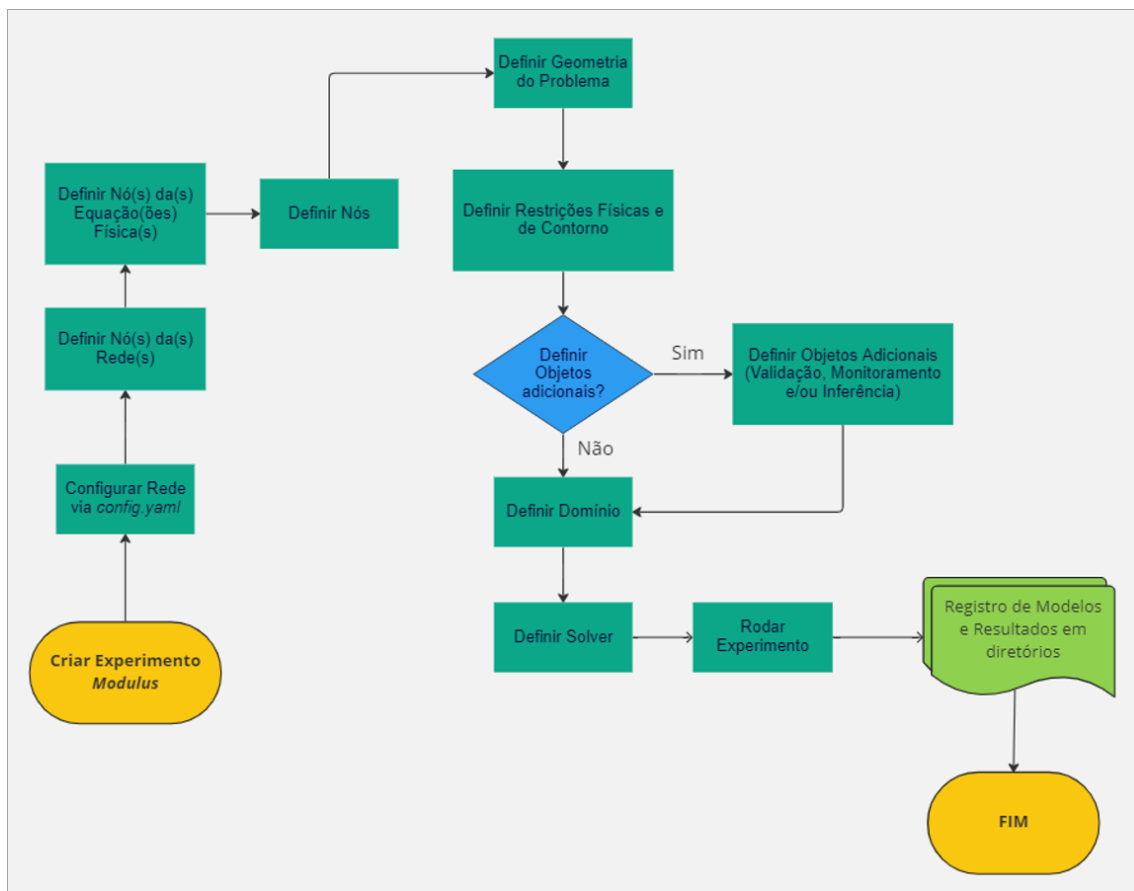 Criar Experimento
Modulus
Configurar Rede
via config.yaml
Definir Nó(s) da(s)
Rede(s)
Definir Nó(s) da(s)
Equação(ões)
Física(s)
Definir Nós
Definir Geometria
do Problema
Definir Restrições Físicas e
de Contorno
Definir
Objetos
adicionais?
Sim
Definir Objetos Adicionais
(Validação, Monitoramento
e/ou Inferência)
Não
Definir Domínio
Definir Solver
Rodar
Experimento
Registro de Modelos
e Resultados em
diretórios
FIM